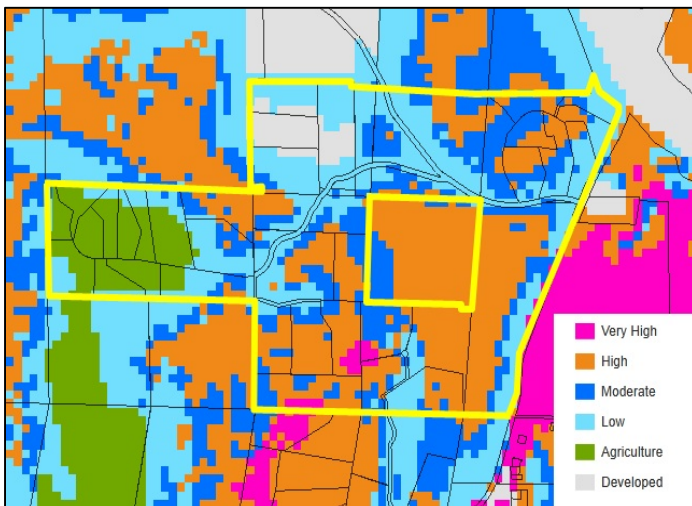 Very High
High
Moderate
Low
Agriculture
Developed